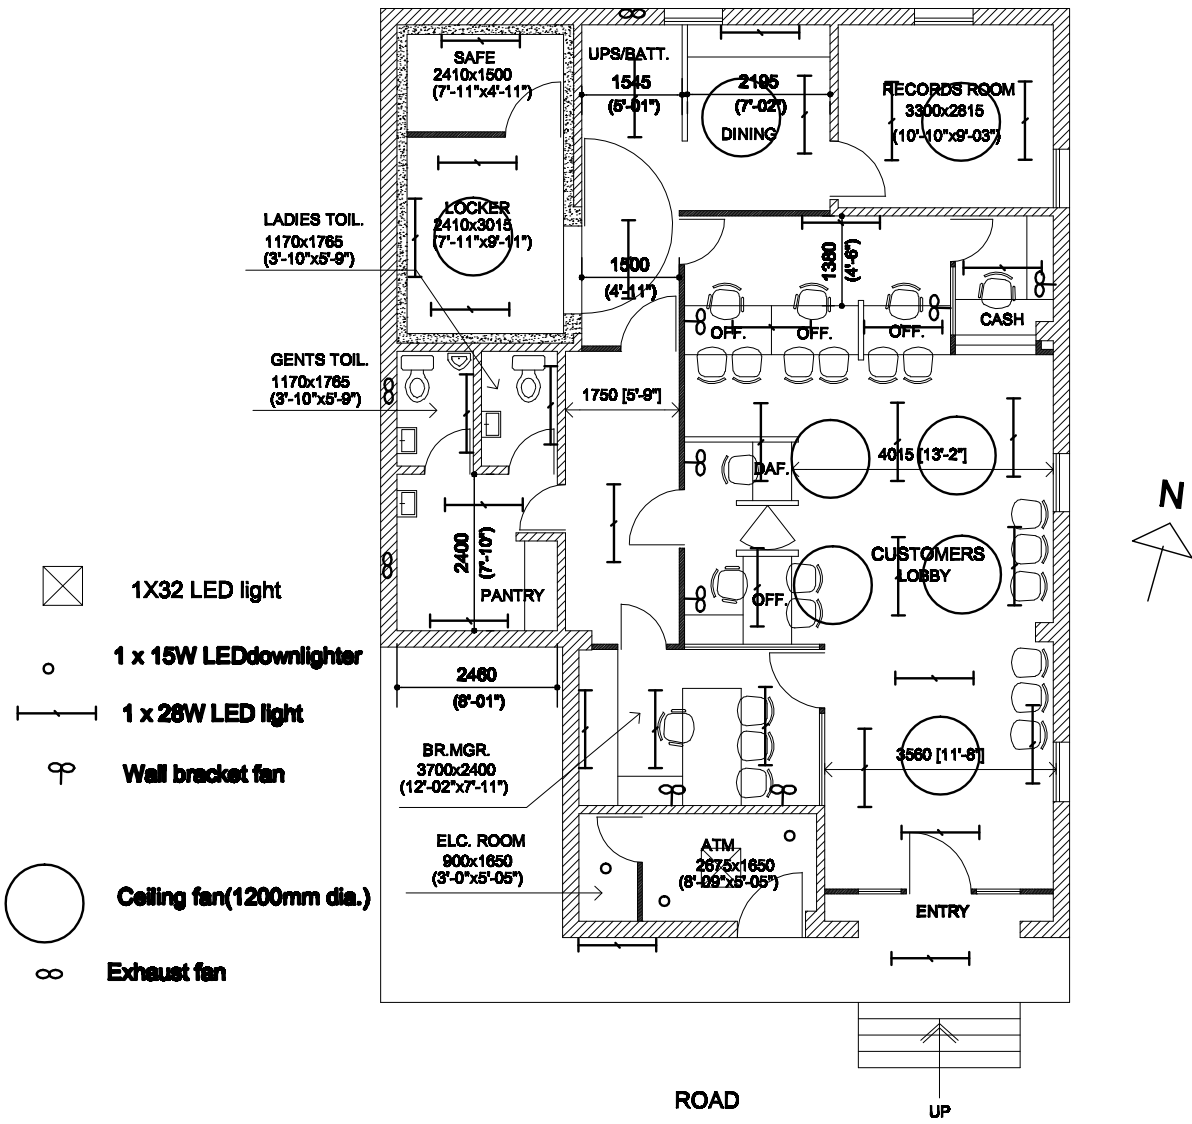 SAFE
2410x1500
(7'-11"x4'-11")
UPS/BATT.
1545
(5'-01")
2195
(7'-02")
DINING
RECORDS ROOM
3300x2815
(10'-10"x9'-03")
LADIES TOIL.
1170x1765
(3'-10"x5'-9")
LOCKER
2410x3015
(7'-11"x9'-11")
1500
(4'-11")
1380
(4'-6")
OFF.
OFF.
OFF.
CASH
GENTS TOIL.
1170x1765
(3'-10"x5'-9")
1750 [5'-9"]
DAF.
4015 [13'-2"]
N
2400
(7'-10")
PANTRY
OFF.
CUSTOMERS
LOBBY
1X32 LED light
1 x 15W LEDdownlighter
1 x 28W LED light
Wall bracket fan
Ceiling fan(1200mm dia.)
Exhaust fan
2460
(8'-01")
BR.MGR.
3700x2400
(12'-02"x7'-11")
3560 [11'-8"]
ELC. ROOM
900x1650
(3'-0"x5'-05")
ATM
2675x1650
(8'-09"x5'-05")
ENTRY
ROAD
UP